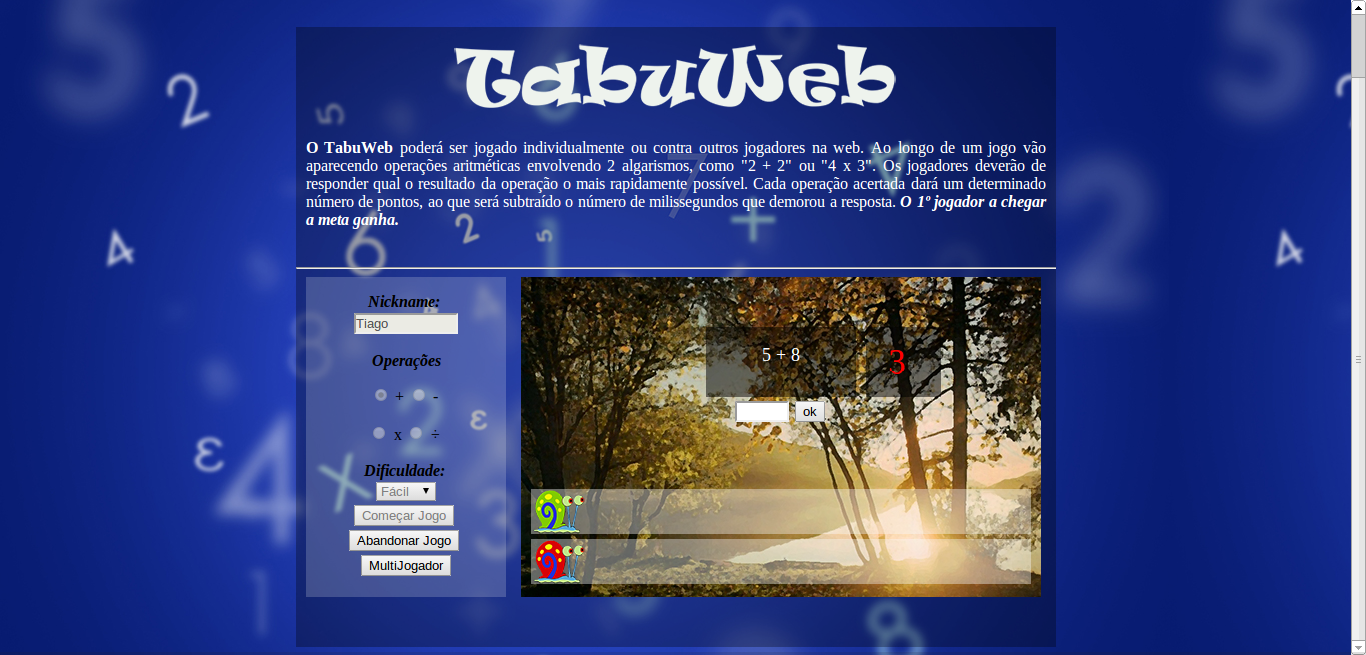 TabuWeb
O TabuWeb poderá ser jogado individualmente ou contra outros jogadores na web. Ao longo de um jogo vão
aparecendo operações aritméticas envolvendo 2 algarismos, como "2 + 2" ou "4 x 3". Os jogadores deverão de
responder qual o resultado da operação o mais rapidamente possível. Cada operação acertada dará um determinado
número de pontos, ao que será subtraído o número de milissegundos que demorou a resposta. O 1º jogador a chegar
a meta ganha.
Nickname:
Tiago
Operações
+ -
x ÷
Dificuldade:
Fácil
Começar Jogo
Abandonar Jogo
MultiJogador
5 + 8
3
ok